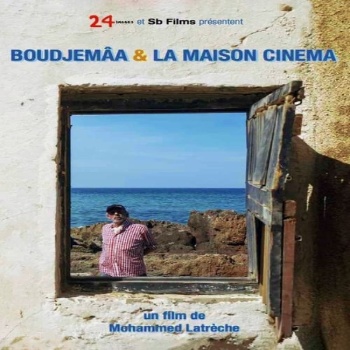 24 IMAGES et Sb Films présentent
BOUDJEMÂA & LA MAISON CINEMA
un film de
Mohammed Latrèche